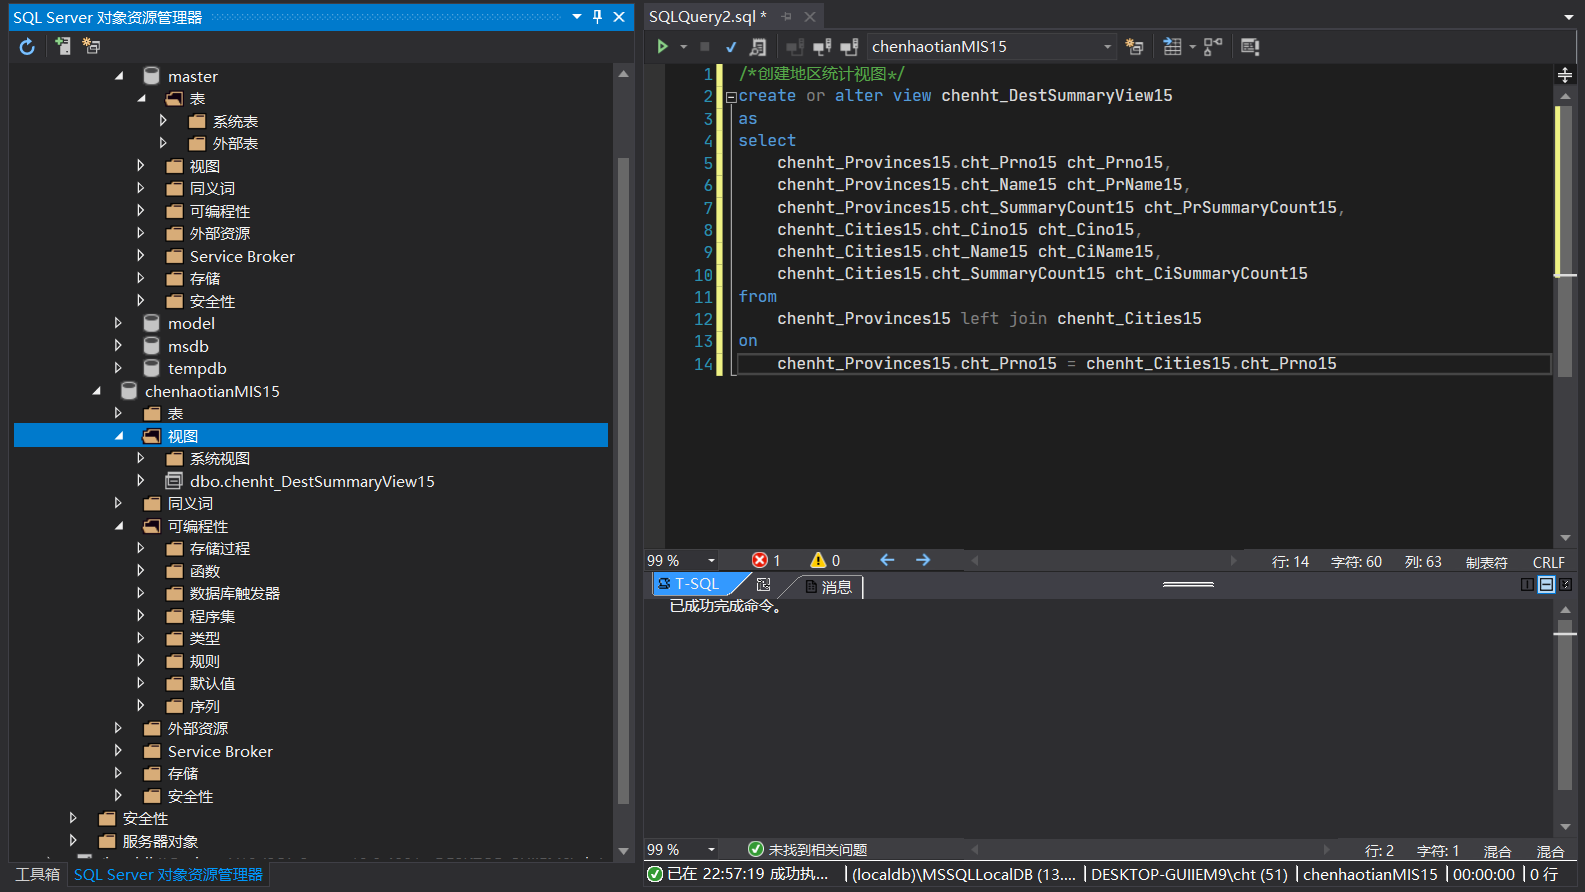 SQL Server 对象资源管理器
master
表
系统表
外部表
视图
同义词
可编程性
外部资源
Service Broker
存储
安全性
model
msdb
tempdb
chenhaotianMIS15
表
视图
系统视图
dbo.chenht_DestSummaryView15
同义词
可编程性
存储过程
函数
数据库触发器
程序集
类型
规则
默认值
序列
外部资源
Service Broker
存储
安全性
安全性
服务器对象
工具箱 SQL Server 对象资源管理器
SQLQuery2.sql *
chenhaotianMIS15
1 /*创建地区统计视图*/
2 create or alter view chenht_DestSummaryView15
3 as
4 select
5 chenht_Provinces15.cht_Prno15 cht_Prno15,
6 chenht_Provinces15.cht_Name15 cht_PrName15,
7 chenht_Provinces15.cht_SummaryCount15 cht_PrSummaryCount15,
8 chenht_Cities15.cht_Cino15 cht_Cino15,
9 chenht_Cities15.cht_Name15 cht_CiName15,
10 chenht_Cities15.cht_SummaryCount15 cht_CiSummaryCount15
11 from
12 chenht_Provinces15 left join chenht_Cities15
13 on
14 chenht_Provinces15.cht_Prno15 = chenht_Cities15.cht_Prno15
99 % 1 0 行: 14 字符: 60 列: 63 制表符 CRLF
T-SQL 消息
已成功完成命令。
99 % 未找到相关问题 行: 2 字符: 1 混合 混合
已在 22:57:19 成功执... (localdb)\MSSQLLocalDB (13.... DESKTOP-GUIIEM9\cht (51) chenhaotianMIS15 00:00:00 0 行